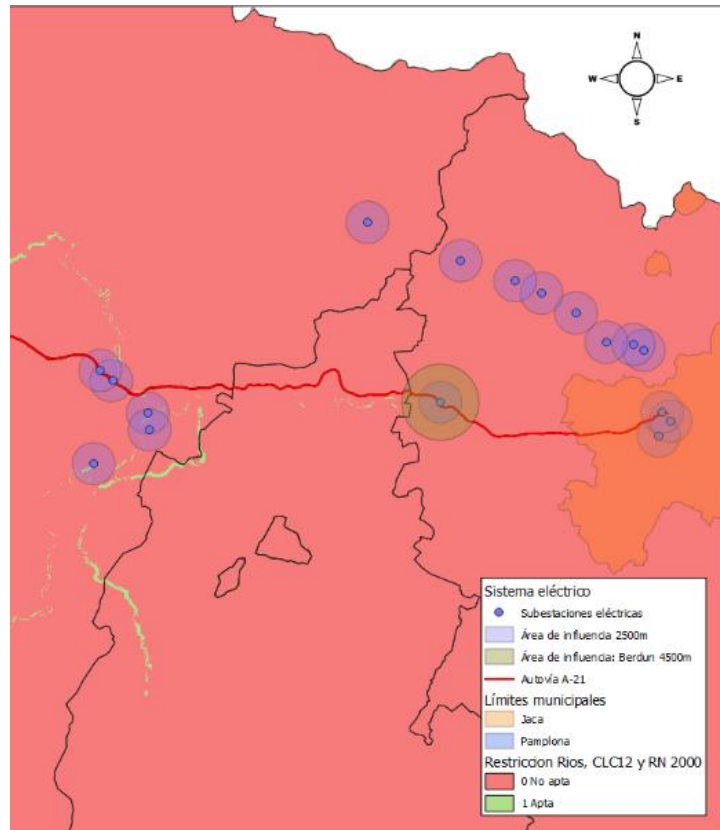 N
W E
S
Sistema eléctrico
Subestaciones eléctricas
Área de influencia 2500m
Área de influencia: Berdun 4500m
Autovía A-21
Límites municipales
Jaca
Pamplona
Restriccion Rios, CLC12 y RN 2000
0 No apta
1 Apta